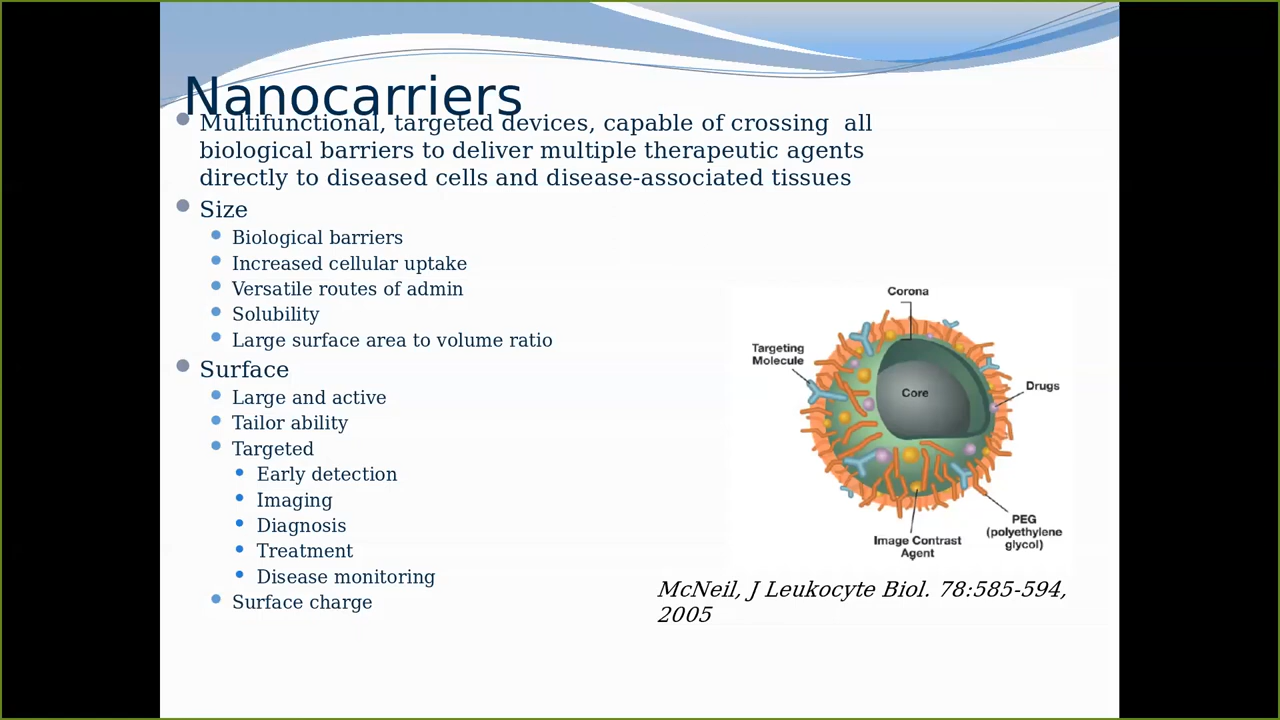 Nanocarriers
Multifunctional, targeted devices, capable of crossing  all
biological barriers to deliver multiple therapeutic agents
directly to diseased cells and disease-associated tissues
Size
Biological barriers
Increased cellular uptake
Versatile routes of admin
Solubility
Large surface area to volume ratio
Surface
Large and active
Tailor ability
Targeted
Early detection
Imaging
Diagnosis
Treatment
Disease monitoring
Surface charge
Corona
Targeting
Molecule
Core
Drugs
PEG
(polyethylene
glycol)
Image Contrast
Agent
McNeil, J Leukocyte Biol. 78:585-594,
2005